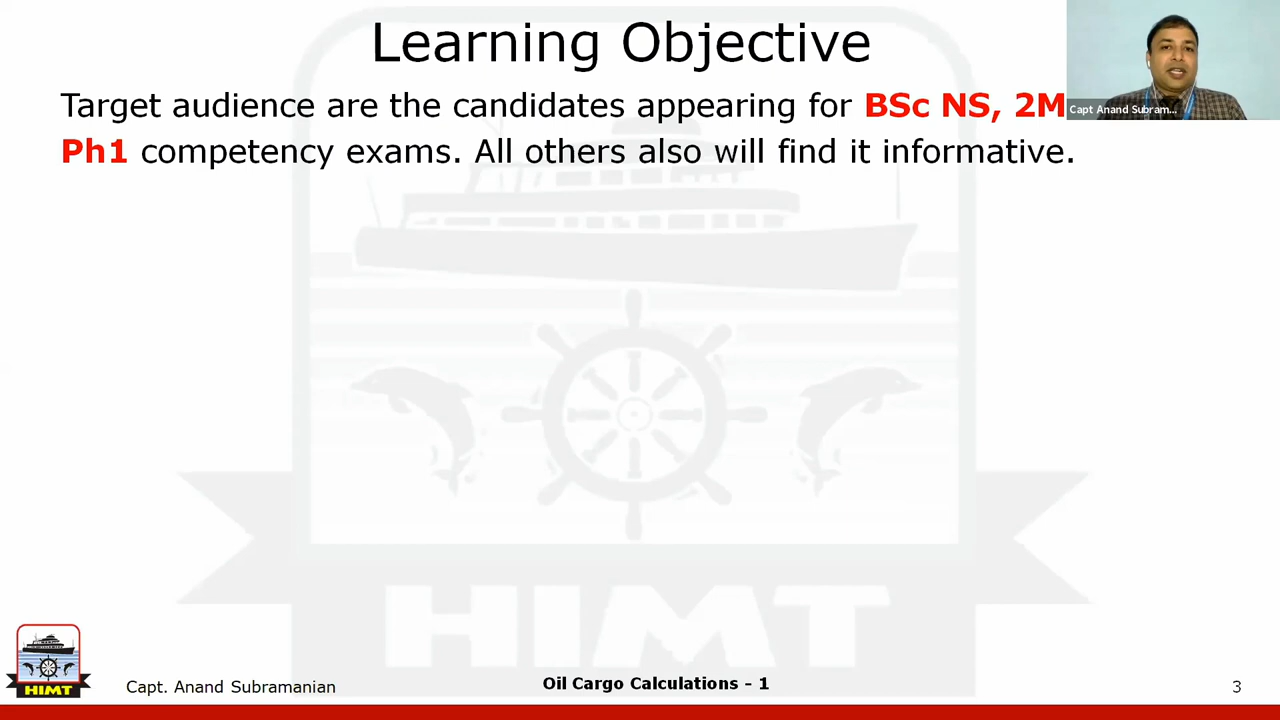 Learning Objective
Target audience are the candidates appearing for BSc NS, 2M
Ph1 competency exams. All others also will find it informative.
Capt Anand Subram...
HIMT
HIMT
Capt. Anand Subramanian
Oil Cargo Calculations - 1
3